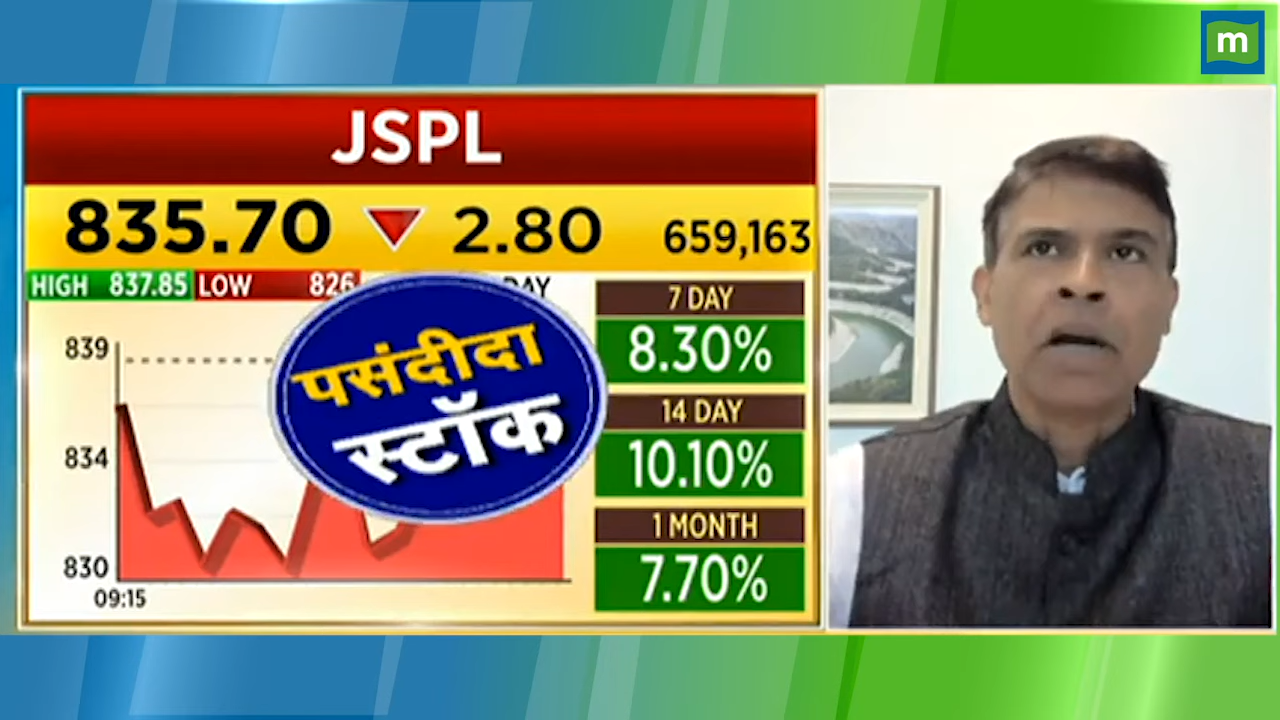 m
JSPL
835.70 ▼ 2.80 659,163
HIGH 837.85 LOW 826 DAY
7 DAY
8.30%
14 DAY
10.10%
1 MONTH
7.70%
839
834
830
09:15
पसंदीदा
स्टॉक